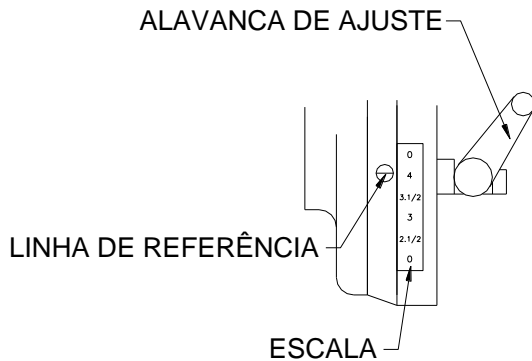 ALAVANCA DE AJUSTE
0
4
3.1/2
3
2.1/2
0
LINHA DE REFERÊNCIA
ESCALA